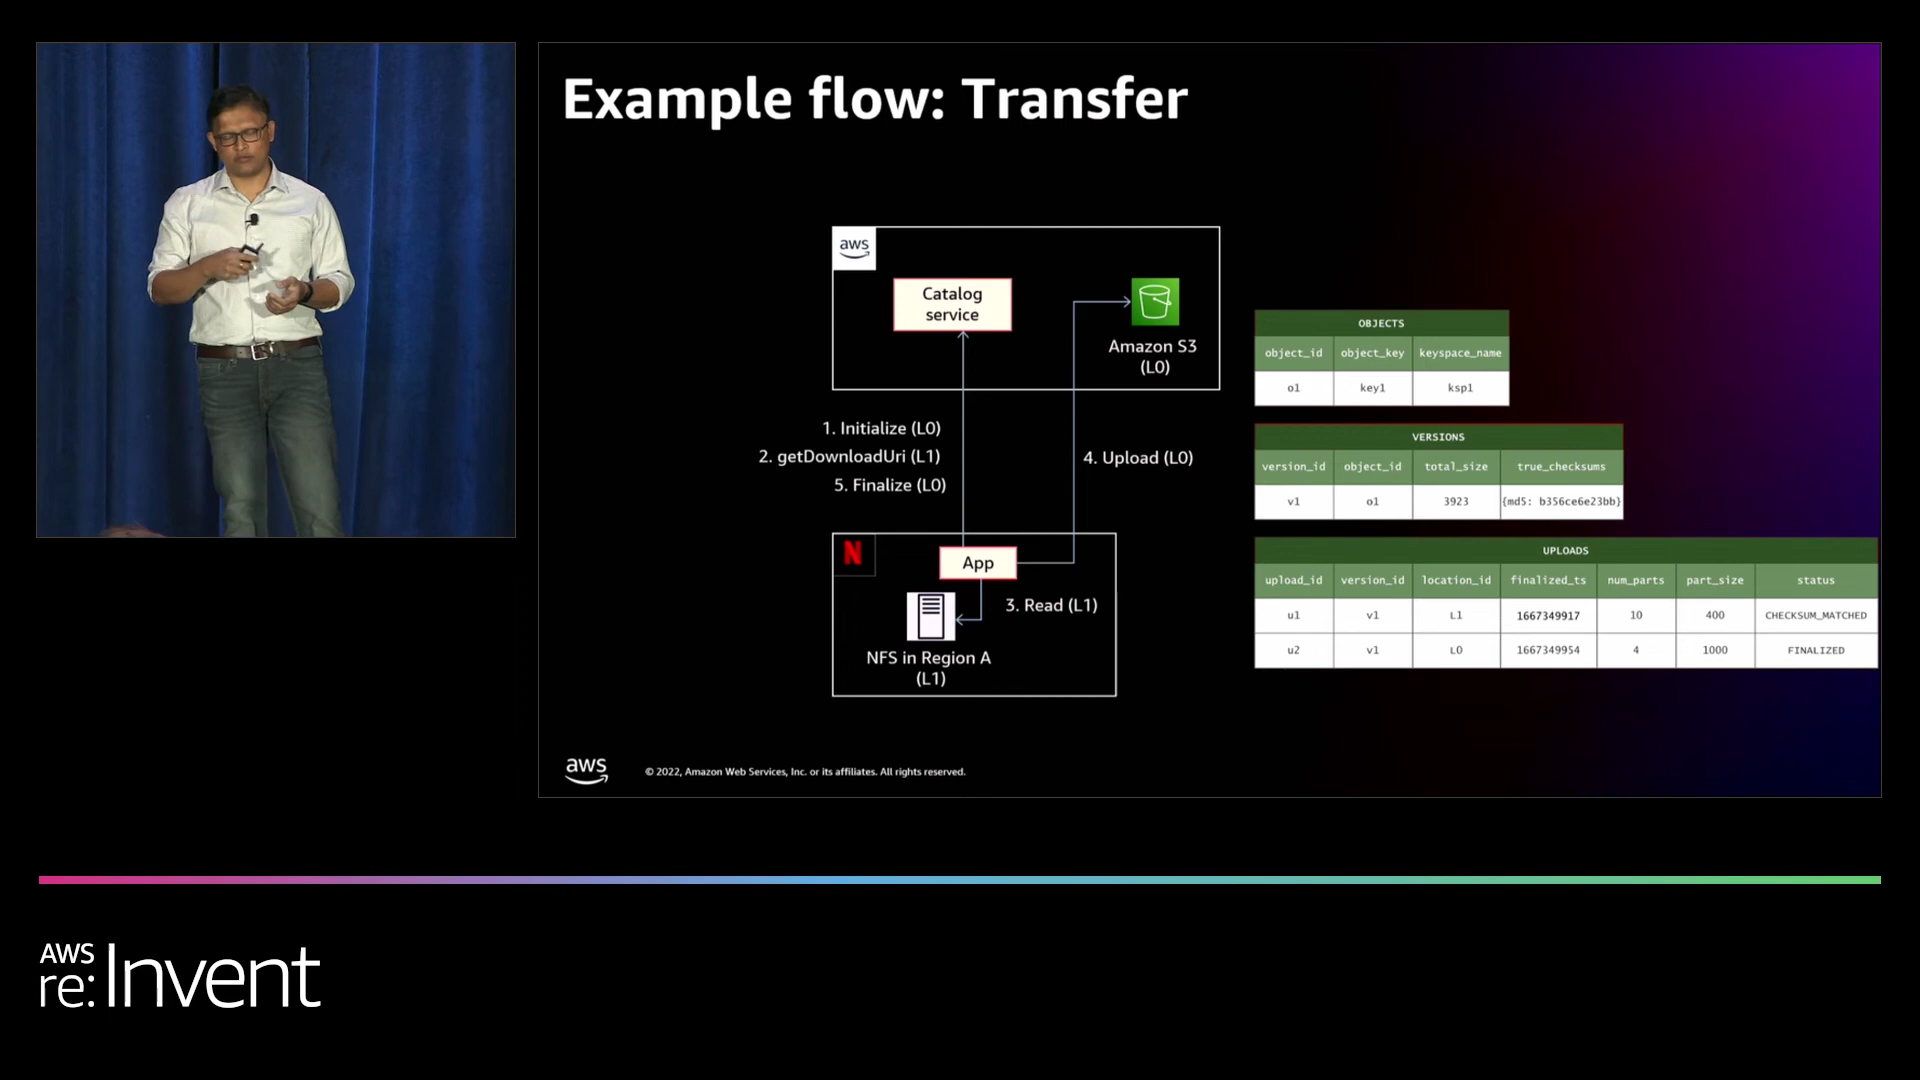 Example flow: Transfer
aws
Catalog
service
Amazon S3
(L0)
1. Initialize (L0)
2. getDownloadUri (L1)
5. Finalize (L0)
4. Upload (L0)
N
App
3. Read (L1)
NFS in Region A
(L1)
OBJECTS
object_id object_key keyspace_name
o1 key1 ksp1
VERSIONS
version_id object_id total_size true_checksums
v1 o1 3923 {md5: b356ce6e23bb}
UPLOADS
upload_id version_id location_id finalized_ts num_parts part_size status
u1 v1 L1 1667349917 10 400 CHECKSUM_MATCHED
u2 v1 L0 1667349954 4 1000 FINALIZED
aws
© 2022, Amazon Web Services, Inc. or its affiliates. All rights reserved.
AWS
re:Invent